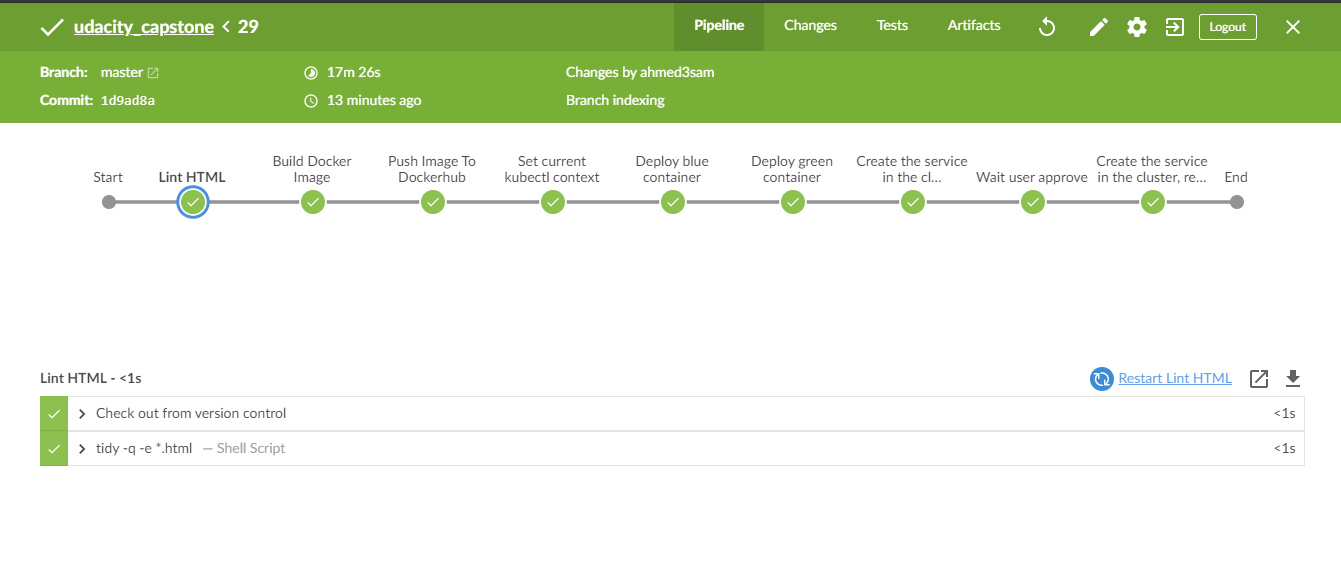 udacity_capstone < 29
Pipeline Changes Tests Artifacts Logout
Branch: master 17m 26s Changes by ahmed3sam
Commit: 1d9ad8a 13 minutes ago Branch indexing
Start
Lint HTML
Build Docker
Image
Push Image To
Dockerhub
Set current
kubectl context
Deploy blue
container
Deploy green
container
Create the service
in the cl...
Wait user approve
Create the service
in the cluster, re...
End
Lint HTML - <1s
Restart Lint HTML
Check out from version control <1s
tidy -q -e *.html — Shell Script <1s